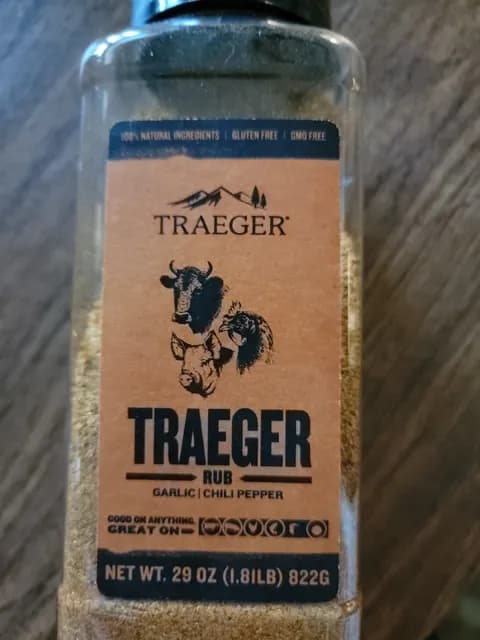 100% NATURAL INGREDIENTS | GLUTEN FREE | GMO FREE
TRAEGER®
TRAEGER
RUB
GARLIC | CHILI PEPPER
GOOD ON ANYTHING.
GREAT ON
NET WT. 29 OZ (1.81LB) 822G